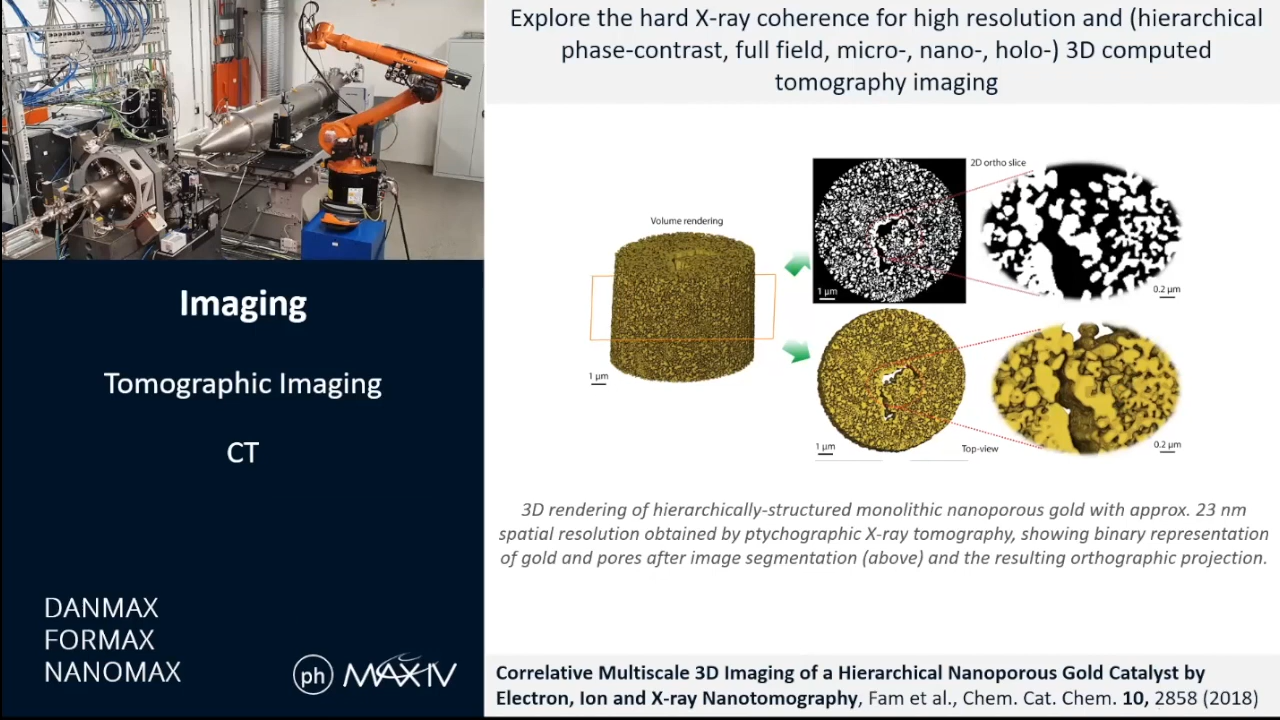 Explore the hard X-ray coherence for high resolution and (hierarchical
phase-contrast, full field, micro-, nano-, holo-) 3D computed
tomography imaging
Imaging
Tomographic Imaging
CT
DANMAX
FORMAX
NANOMAX
ph MAX IV
Volume rendering
1 µm
2D ortho slice
1 µm
0.2 µm
1 µm
Top-view
0.2 µm
3D rendering of hierarchically-structured monolithic nanoporous gold with approx. 23 nm
spatial resolution obtained by ptychographic X-ray tomography, showing binary representation
of gold and pores after image segmentation (above) and the resulting orthographic projection.
Correlative Multiscale 3D Imaging of a Hierarchical Nanoporous Gold Catalyst by
Electron, Ion and X-ray Nanotomography, Fam et al., Chem. Cat. Chem. 10, 2858 (2018)